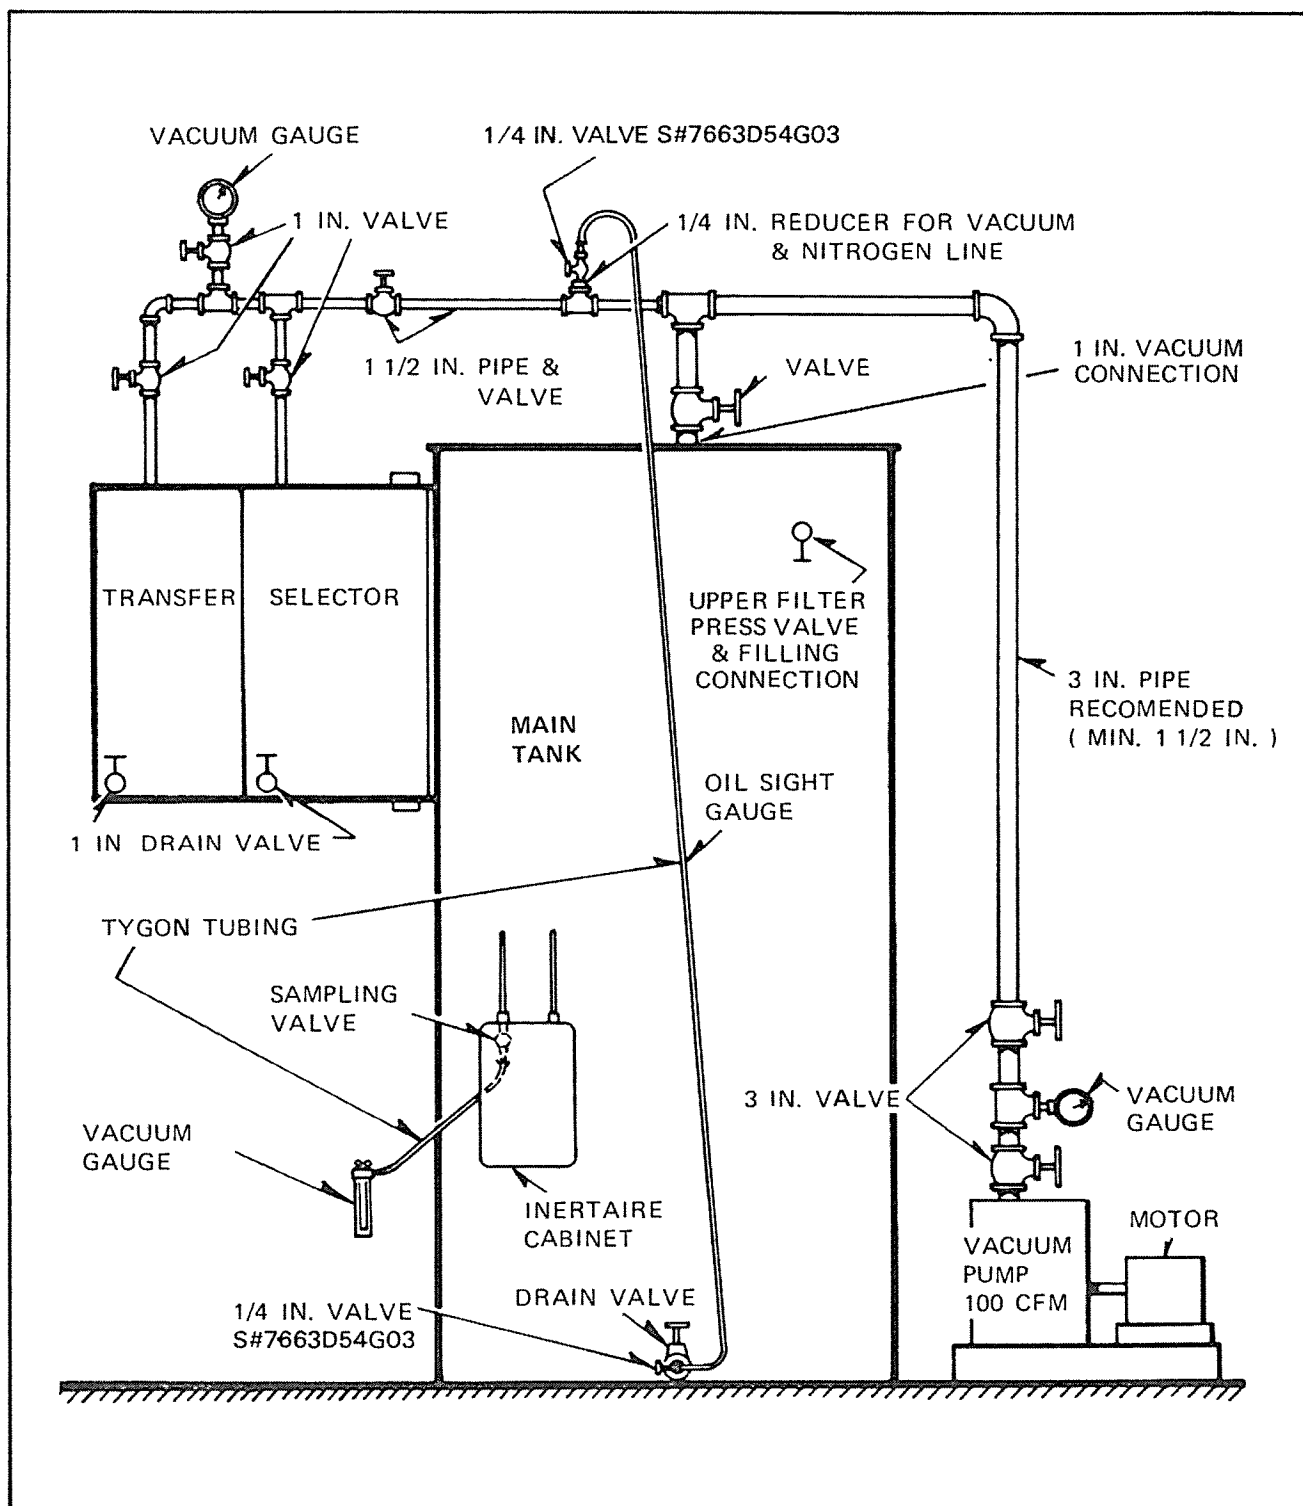 VACUUM GAUGE
1/4 IN. VALVE S#7663D54G03
1 IN. VALVE
1/4 IN. REDUCER FOR VACUUM
& NITROGEN LINE
1 1/2 IN. PIPE &
VALVE
VALVE
1 IN. VACUUM
CONNECTION
TRANSFER
SELECTOR
UPPER FILTER
PRESS VALVE
& FILLING
CONNECTION
3 IN. PIPE
RECOMENDED
( MIN. 1 1/2 IN. )
MAIN
TANK
OIL SIGHT
GAUGE
1 IN DRAIN VALVE
TYGON TUBING
SAMPLING
VALVE
3 IN. VALVE
VACUUM
GAUGE
VACUUM
GAUGE
INERTAIRE
CABINET
MOTOR
VACUUM
PUMP
100 CFM
DRAIN VALVE
1/4 IN. VALVE
S#7663D54G03